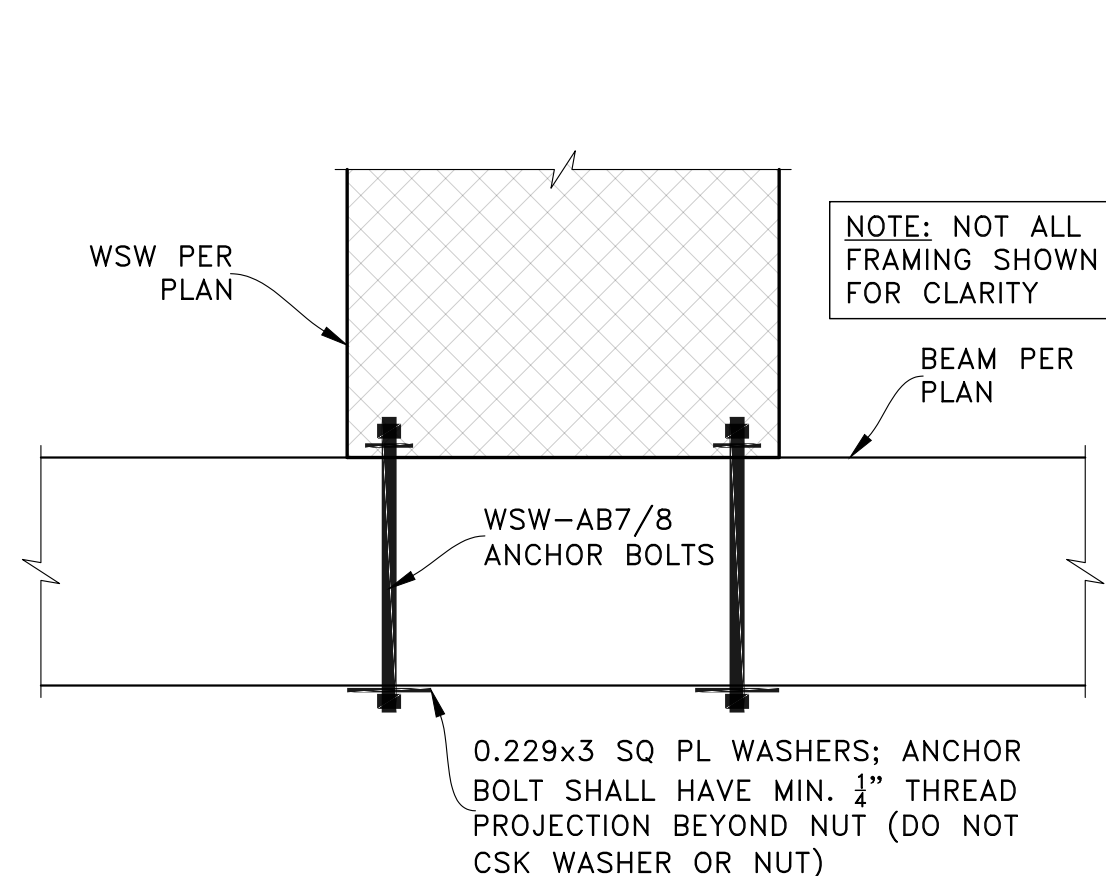 WSW PER
PLAN
NOTE: NOT ALL
FRAMING SHOWN
FOR CLARITY
BEAM PER
PLAN
WSW-AB7/8
ANCHOR BOLTS
0.229x3 SQ PL WASHERS; ANCHOR
BOLT SHALL HAVE MIN. 1/4" THREAD
PROJECTION BEYOND NUT (DO NOT
CSK WASHER OR NUT)